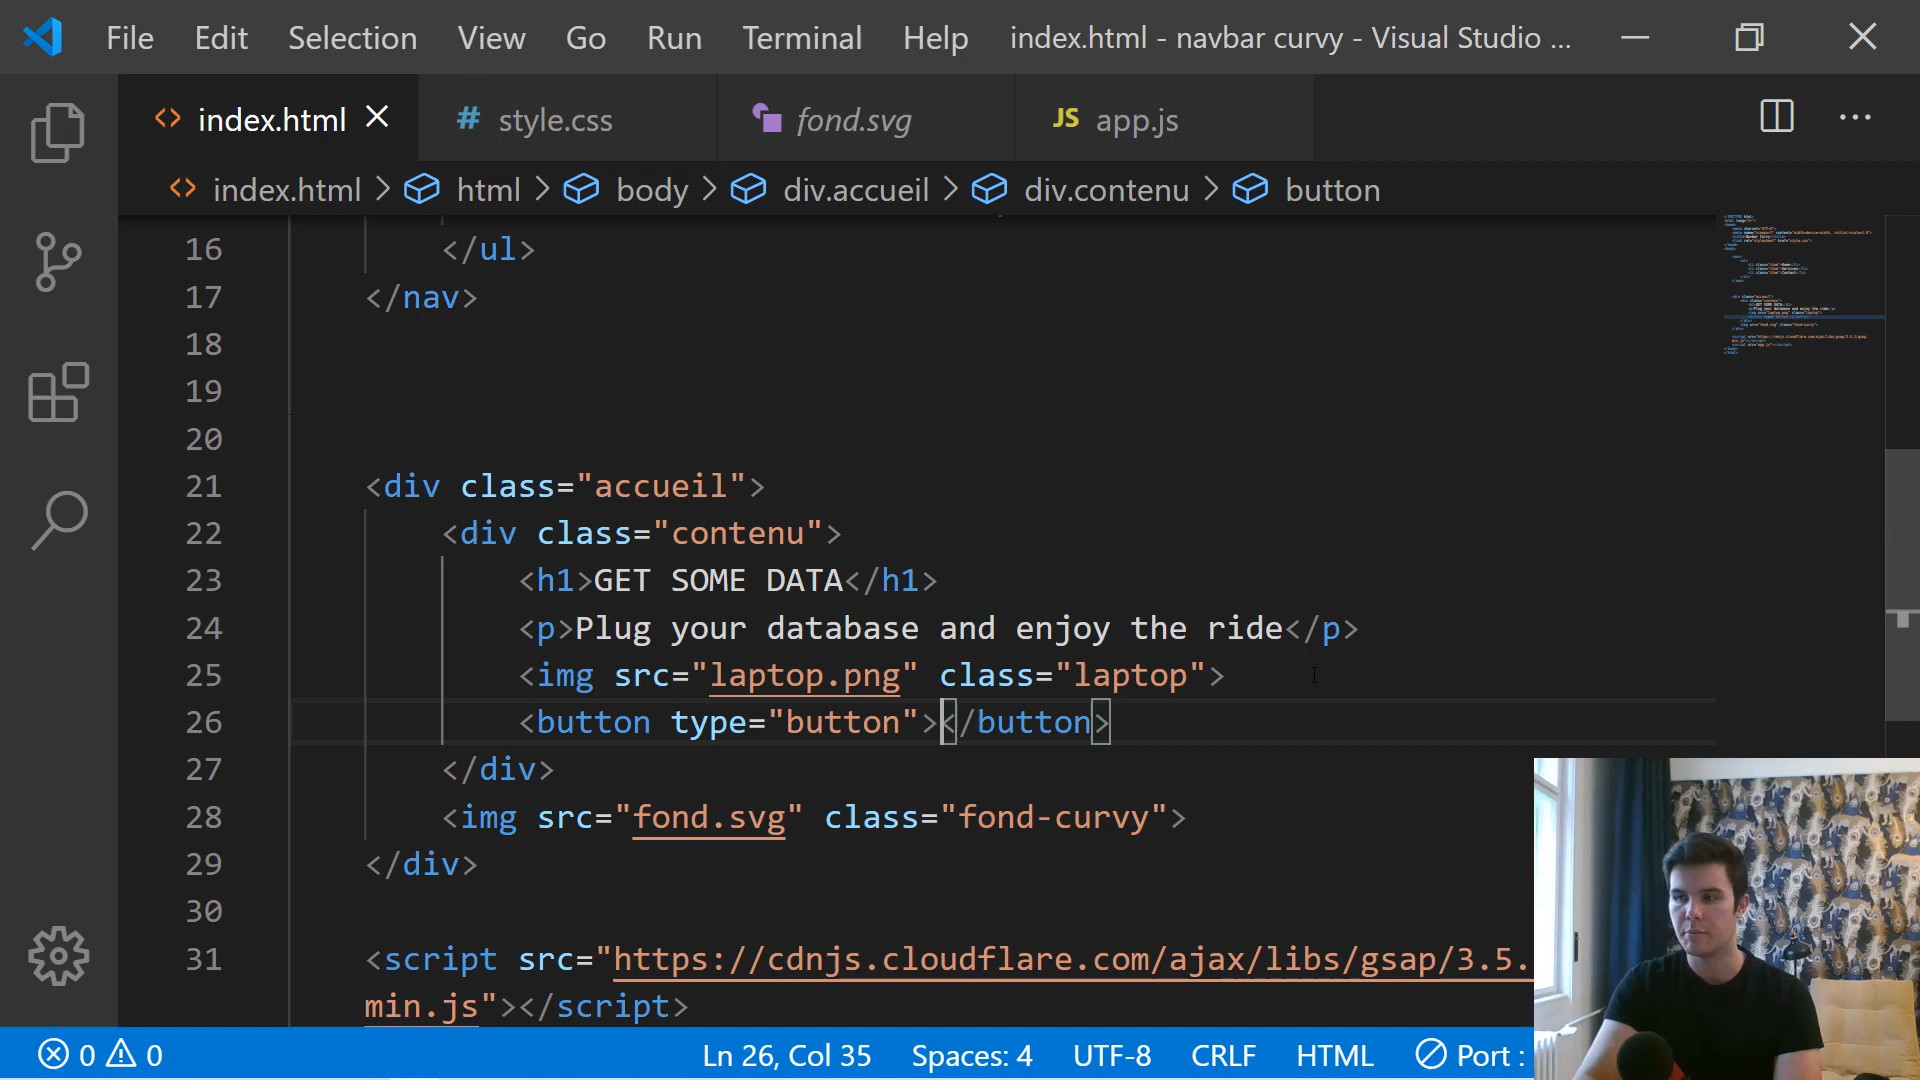 File Edit Selection View Go Run Terminal Help index.html - navbar curvy - Visual Studio ...
index.html style.css fond.svg JS app.js
index.html > html > body > div.accueil > div.contenu > button
16 </ul>
17 </nav>
18
19
20
21 <div class="accueil">
22 <div class="contenu">
23 <h1>GET SOME DATA</h1>
24 <p>Plug your database and enjoy the ride</p>
25 <img src="laptop.png" class="laptop">
26 <button type="button"></button>
27 </div>
28 <img src="fond.svg" class="fond-curvy">
29 </div>
30
31 <script src="https://cdnjs.cloudflare.com/ajax/libs/gsap/3.5.
min.js"></script>
0 0 Ln 26, Col 35 Spaces: 4 UTF-8 CRLF HTML Port :